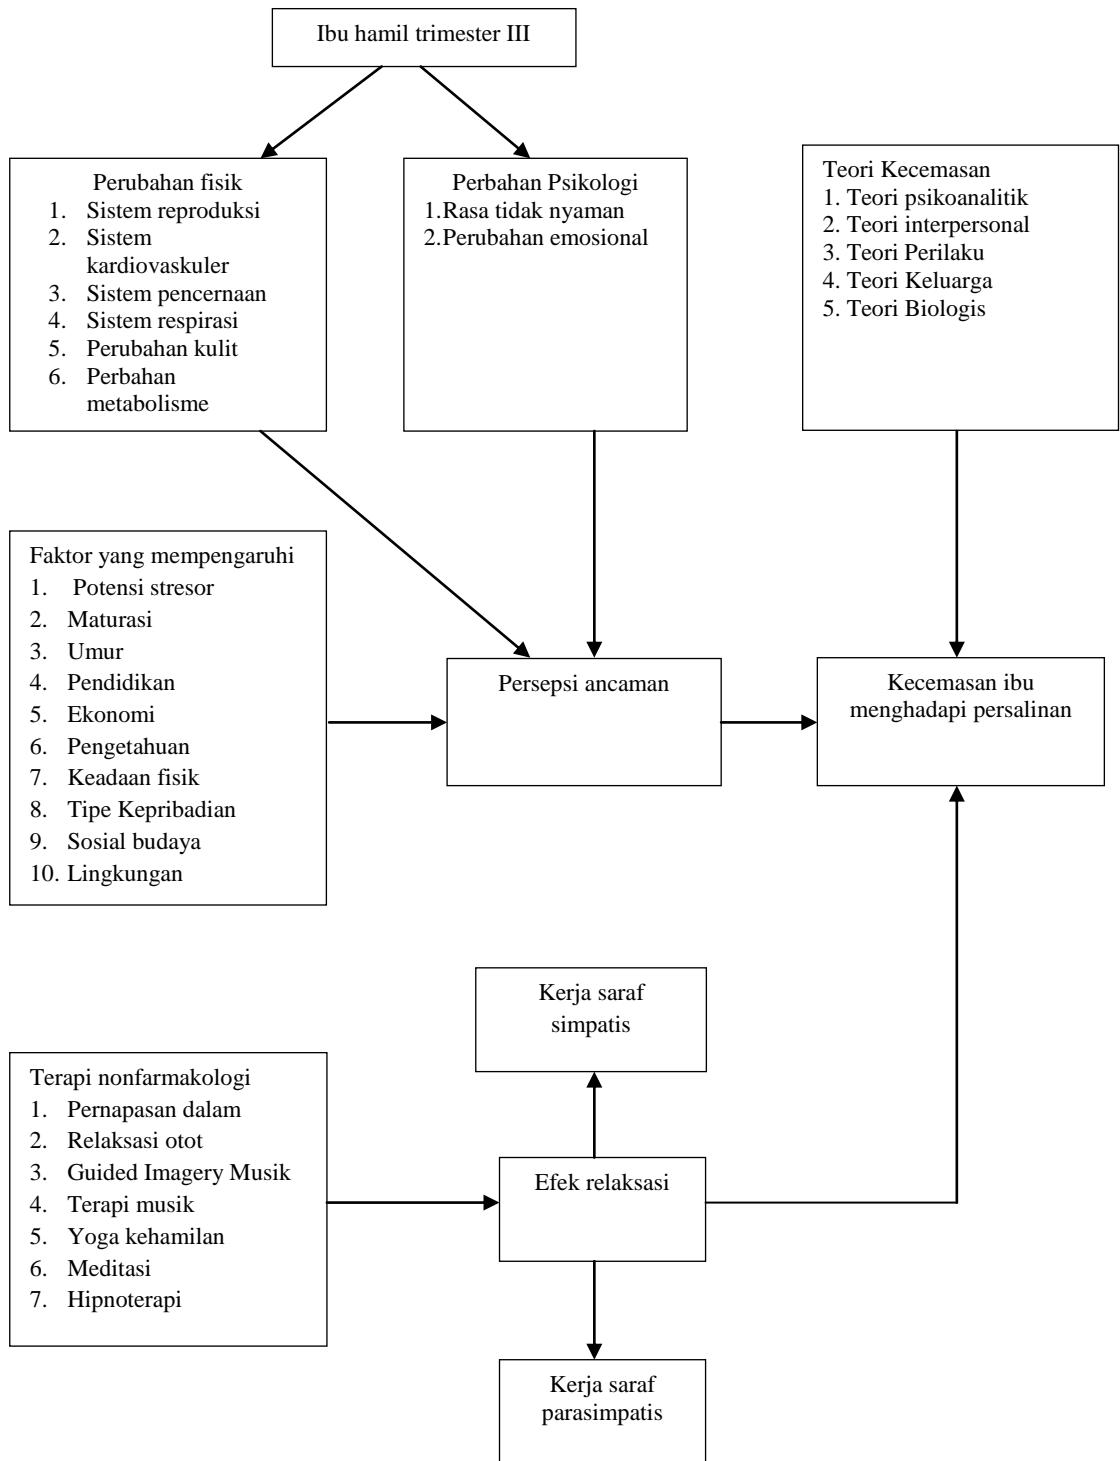 Ibu hamil trimester III
Perubahan fisik
1. Sistem reproduksi
2. Sistem
kardiovaskuler
3. Sistem pencernaan
4. Sistem respirasi
5. Perubahan kulit
6. Perbahan
metabolisme
Perbahan Psikologi
1.Rasa tidak nyaman
2.Perubahan emosional
Teori Kecemasan
1. Teori psikoanalitik
2. Teori interpersonal
3. Teori Perilaku
4. Teori Keluarga
5. Teori Biologis
Faktor yang mempengaruhi
1. Potensi stresor
2. Maturasi
3. Umur
4. Pendidikan
5. Ekonomi
6. Pengetahuan
7. Keadaan fisik
8. Tipe Kepribadian
9. Sosial budaya
10. Lingkungan
Persepsi ancaman
Kecemasan ibu
menghadapi persalinan
Kerja saraf
simpatis
Terapi nonfarmakologi
1. Pernapasan dalam
2. Relaksasi otot
3. Guided Imagery Musik
4. Terapi musik
5. Yoga kehamilan
6. Meditasi
7. Hipnoterapi
Efek relaksasi
Kerja saraf
parasimpatis